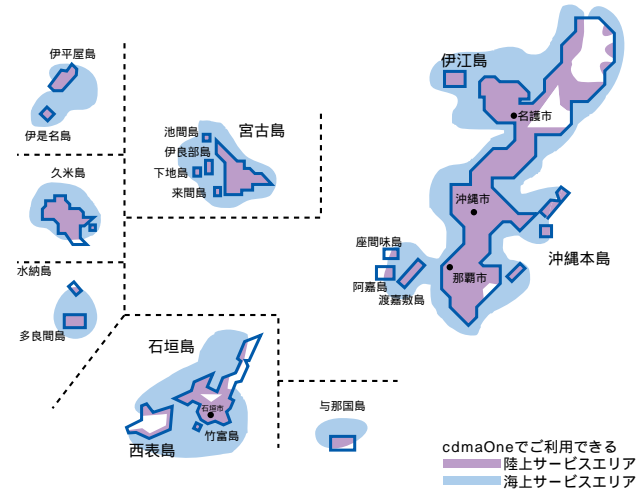 伊平屋島
伊是名島
久米島
水納島
多良間島
池間島
伊良部島
下地島
来間島
宮古島
伊江島
名護市
沖縄市
那覇市
沖縄本島
座間味島
阿嘉島
渡嘉敷島
石垣島
石垣市
竹富島
西表島
与那国島
cdmaOneでご利用できる
陸上サービスエリア
海上サービスエリア